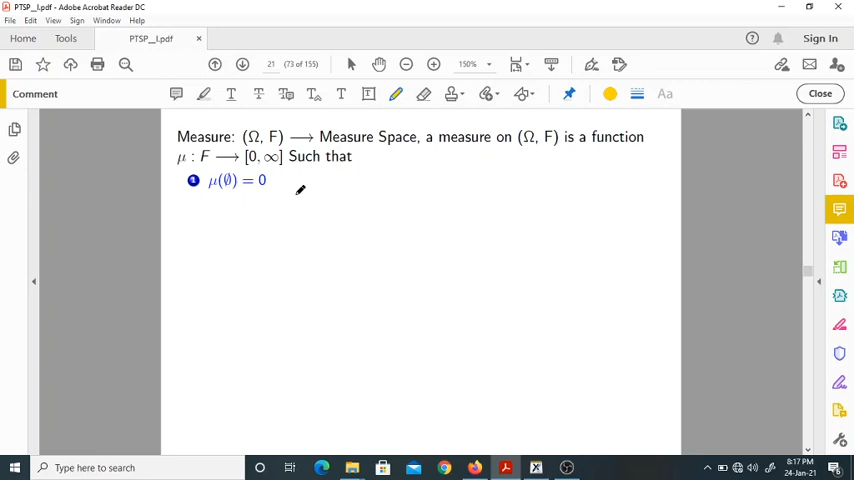 PTSP__I.pdf - Adobe Acrobat Reader DC
File Edit View Sign Window Help
Home Tools PTSP__I.pdf × Sign In
21 (73 of 155) 150%
Comment Close
Measure: (Ω, F) ⟶ Measure Space, a measure on (Ω, F) is a function
μ : F ⟶ [0, ∞] Such that
1 μ(∅) = 0
Type here to search
8:17 PM
24-Jan-21